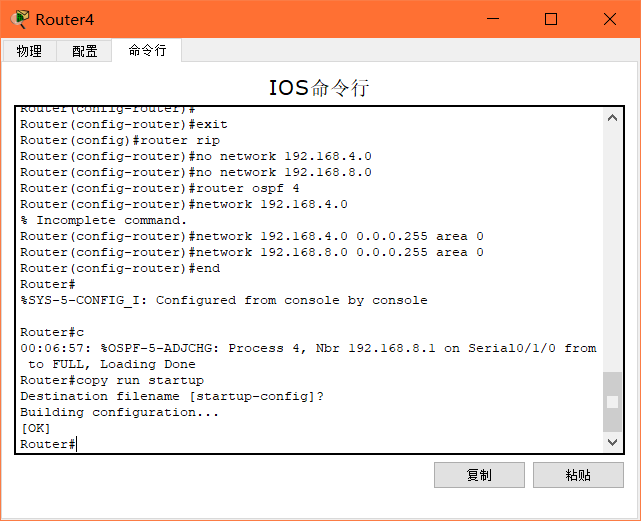 Router4
物理 配置 命令行
IOS命令行
Router(config-router)#
Router(config-router)#exit
Router(config)#router rip
Router(config-router)#no network 192.168.4.0
Router(config-router)#no network 192.168.8.0
Router(config-router)#router ospf 4
Router(config-router)#network 192.168.4.0
% Incomplete command.
Router(config-router)#network 192.168.4.0 0.0.0.255 area 0
Router(config-router)#network 192.168.8.0 0.0.0.255 area 0
Router(config-router)#end
Router#
%SYS-5-CONFIG_I: Configured from console by console
Router#c
00:06:57: %OSPF-5-ADJCHG: Process 4, Nbr 192.168.8.1 on Serial0/1/0 from
to FULL, Loading Done
Router#copy run startup
Destination filename [startup-config]?
Building configuration...
[OK]
Router#
复制 粘贴